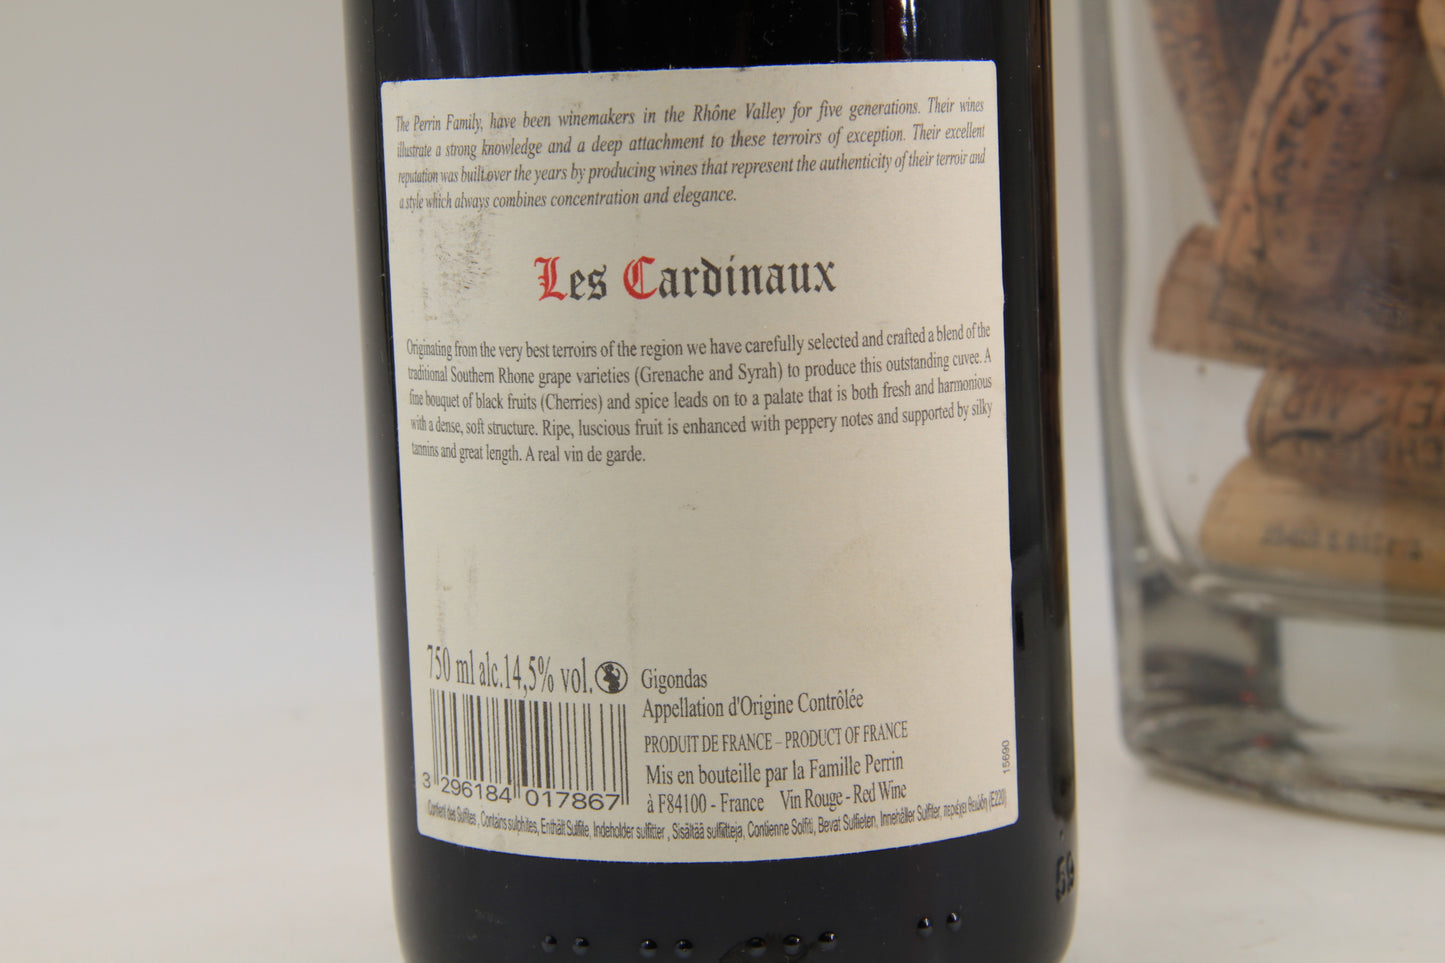 The Perrin Family, have been winemakers in the Rhône Valley for five generations. Their wines
illustrate a strong knowledge and a deep attachment to these terroirs of exception. Their excellent
reputation was built over the years by producing wines that represent the authenticity of their terroir and
a style which always combines concentration and elegance.
Les Cardinaux
Originating from the very best terroirs of the region we have carefully selected and crafted a blend of the
traditional Southern Rhone grape varieties (Grenache and Syrah) to produce this outstanding cuvee. A
fine bouquet of black fruits (Cherries) and spice leads on to a palate that is both fresh and harmonious
with a dense, soft structure. Ripe, luscious fruit is enhanced with peppery notes and supported by silky
tannins and great length. A real vin de garde.
750 ml alc.14,5% vol.
Gigondas
Appellation d'Origine Contrôlée
PRODUIT DE FRANCE – PRODUCT OF FRANCE
Mis en bouteille par la Famille Perrin
à F84100 - France Vin Rouge - Red Wine
3 296184 017867
15690
Contient des Sulfites, Contains sulphites, Enthält Sulfite, Indeholder sulfitter, Sisältää sulfiitteja, Contienne Solfiti, Bevat Sulfieten, Innehåller Sulfiter, περιέχει θειώδη (E220)
59